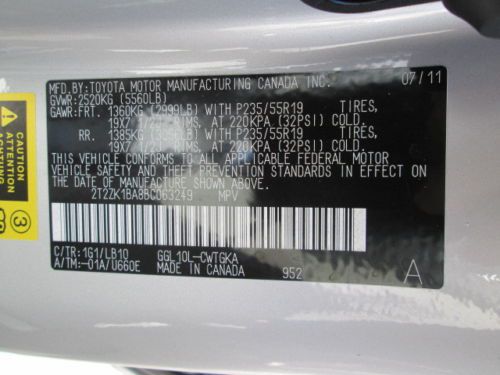 MFD.BY:TOYOTA MOTOR MANUFACTURING CANADA INC. 07/11
GVWR:2520KG (5560LB)
GAWR:FRT. 1360KG (2999LB) WITH P235/55R19 TIRES,
19X7 1/2J RIMS, AT 220KPA (32PSI) COLD.
RR. 1385KG (3056LB) WITH P235/55R19 TIRES,
19X7 1/2J RIMS, AT 220KPA (32PSI) COLD.
THIS VEHICLE CONFORMS TO ALL APPLICABLE FEDERAL MOTOR
VEHICLE SAFETY AND THEFT PREVENTION STANDARDS IN EFFECT ON
THE DATE OF MANUFACTURE SHOWN ABOVE.
2T2ZK1BA8BC063249 MPV
C/TR:1G1/LB10 GGL10L-CWTGKA
A/TM:-01A/U660E MADE IN CANADA 952 A
CAUTION
ATTENTION
3